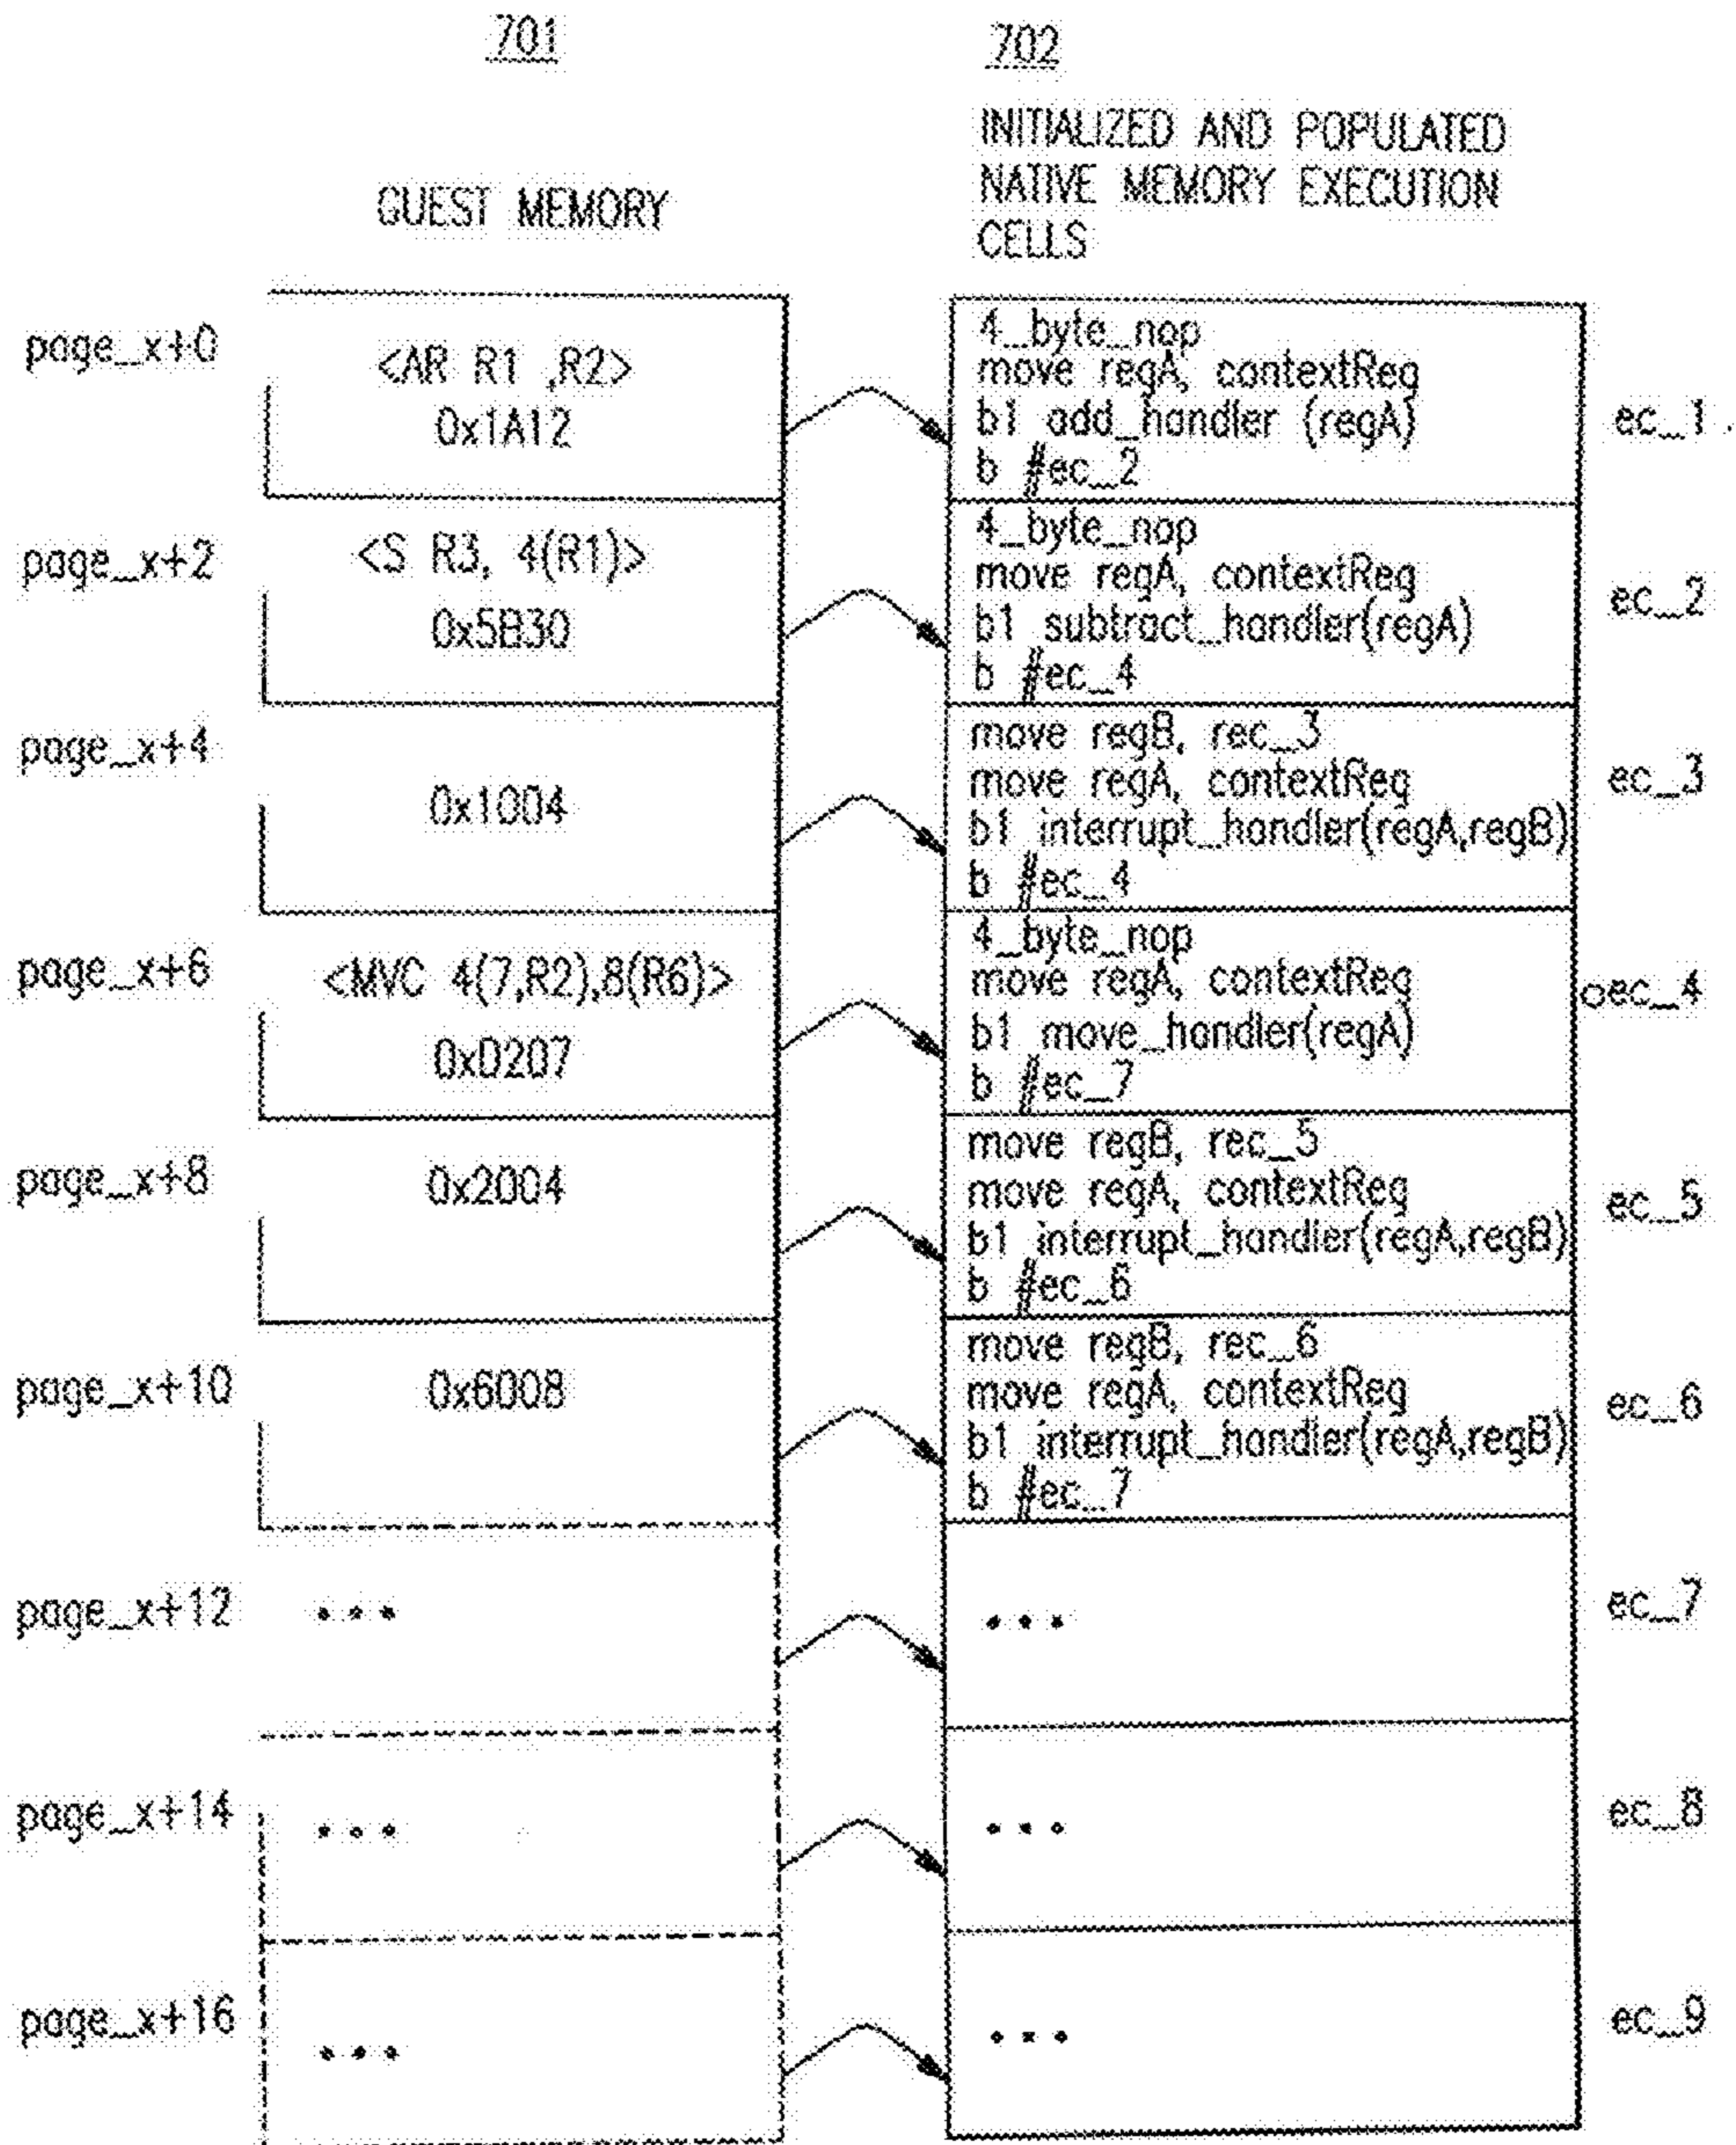 701
702
INITIALIZED AND POPULATED
NATIVE MEMORY EXECUTION
CELLS
GUEST MEMORY
page_x+0
<AR R1 ,R2>
0x1A12
4_byte_nop
move regA, contextReg
b1 add_handler (regA)
b #ec_2
ec_1
page_x+2
<S R3, 4(R1)>
0x5B30
4_byte_nop
move regA, contextReg
b1 subtract_handler(regA)
b #ec_4
ec_2
page_x+4
0x1004
move regB, rec_3
move regA, contextReg
b1 interrupt_handler(regA,regB)
b #ec_4
ec_3
page_x+6
<MVC 4(7,R2),8(R6)>
0xD207
4_byte_nop
move regA, contextReg
b1 move_handler(regA)
b #ec_7
ec_4
page_x+8
0x2004
move regB, rec_5
move regA, contextReg
b1 interrupt_handler(regA,regB)
b #ec_6
ec_5
page_x+10
0x6008
move regB, rec_6
move regA, contextReg
b1 interrupt_handler(regA,regB)
b #ec_7
ec_6
page_x+12
...
...
ec_7
page_x+14
...
...
ec_8
page_x+16
...
...
ec_9